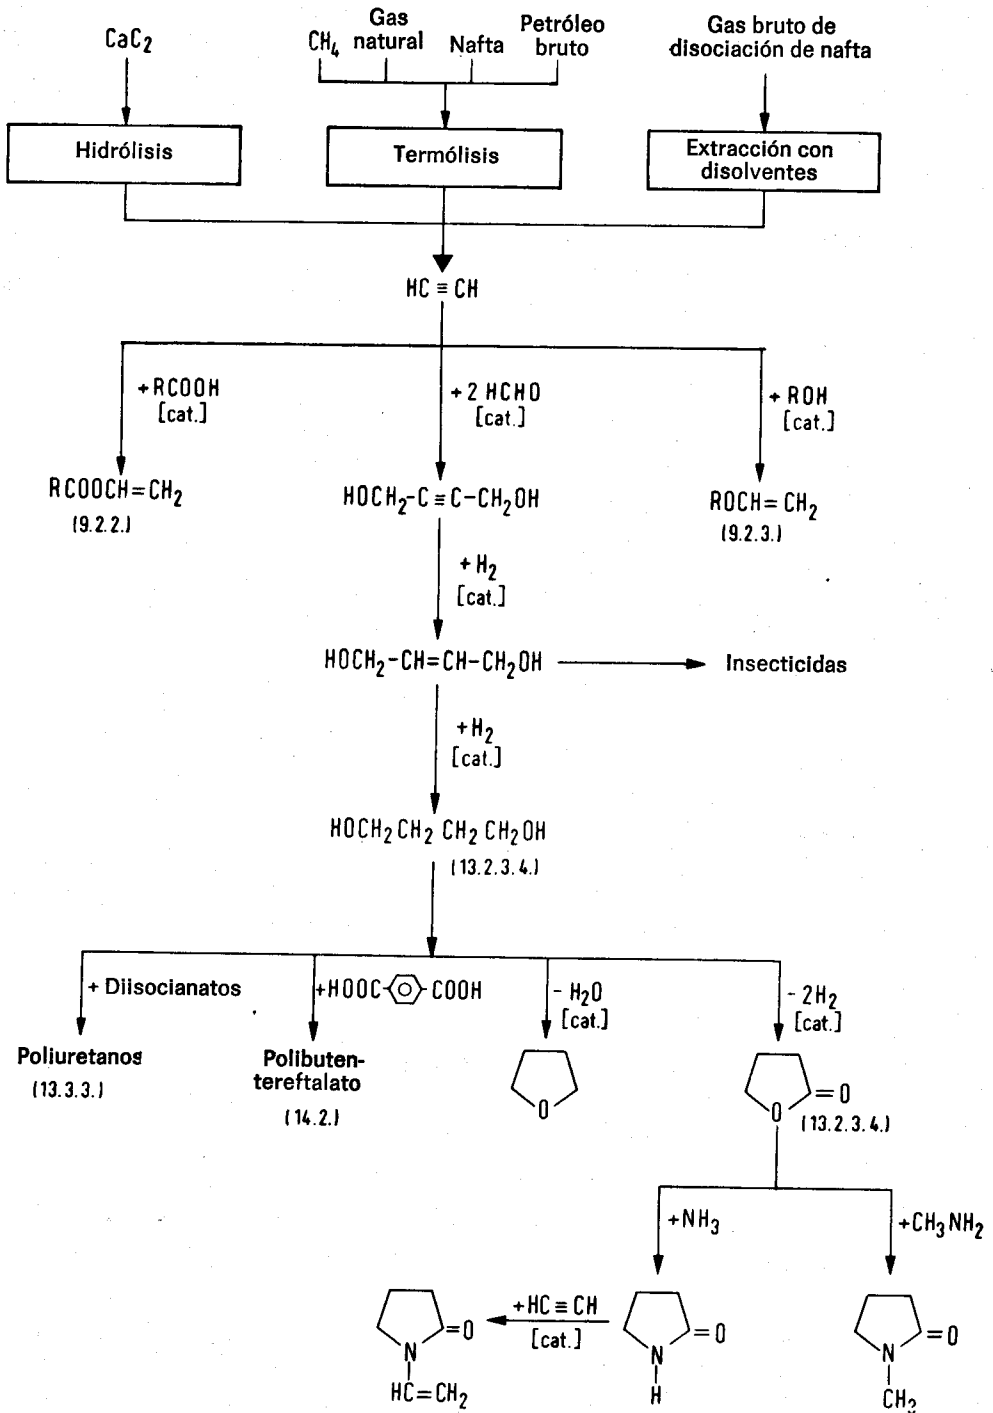 CaC2
CH4
Gas
natural
Nafta
Petróleo
bruto
Gas bruto de
disociación de nafta
Hidrólisis
Termólisis
Extracción con
disolventes
HC≡CH
+RCOOH
[cat.]
+2 HCHO
[cat.]
+ ROH
[cat.]
RCOOCH=CH2
(9.2.2.)
HOCH2-C≡C-CH2OH
ROCH=CH2
(9.2.3.)
+H2
[cat.]
HOCH2-CH=CH-CH2OH
Insecticidas
+H2
[cat.]
HOCH2CH2CH2CH2OH
(13.2.3.4.)
+ Diisocianatos
+HOOC- -COOH
- H2O
[cat.]
- 2H2
[cat.]
Poliuretanos
(13.3.3.)
Polibuten-
tereftalato
(14.2.)
O
O
=O
(13.2.3.4.)
+NH3
+CH3NH2
=O
N
HC=CH2
+HC≡CH
[cat.]
=O
N
H
=O
N
CH3